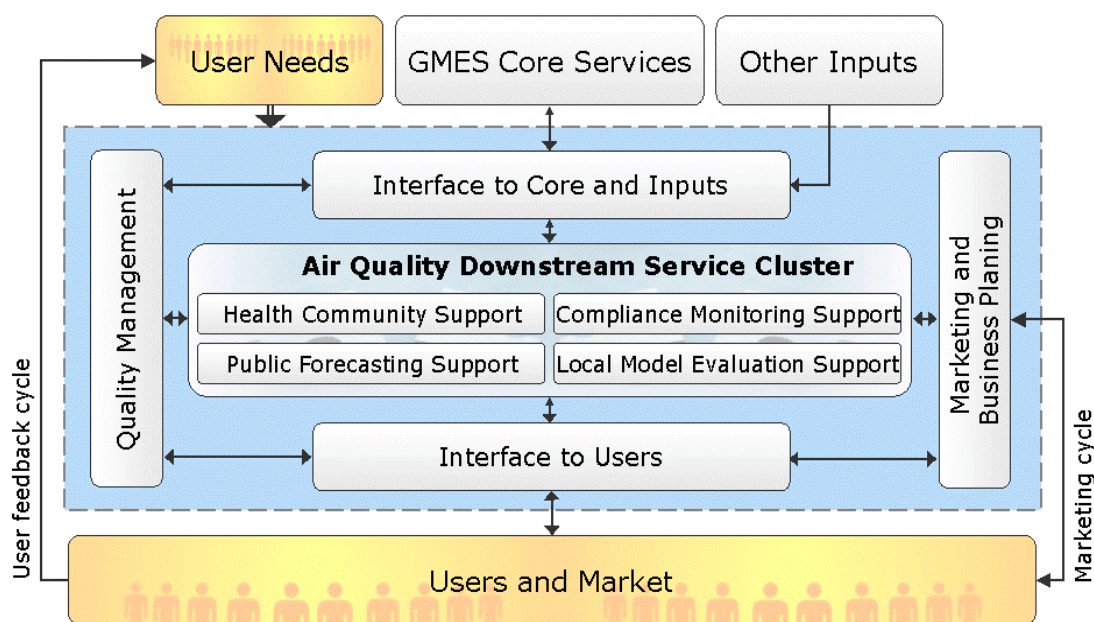 User Needs
GMES Core Services
Other Inputs
Interface to Core and Inputs
Quality Management
Marketing and
Business Planing
Air Quality Downstream Service Cluster
Health Community Support
Compliance Monitoring Support
Public Forecasting Support
Local Model Evaluation Support
Interface to Users
User feedback cycle
Marketing cycle
Users and Market